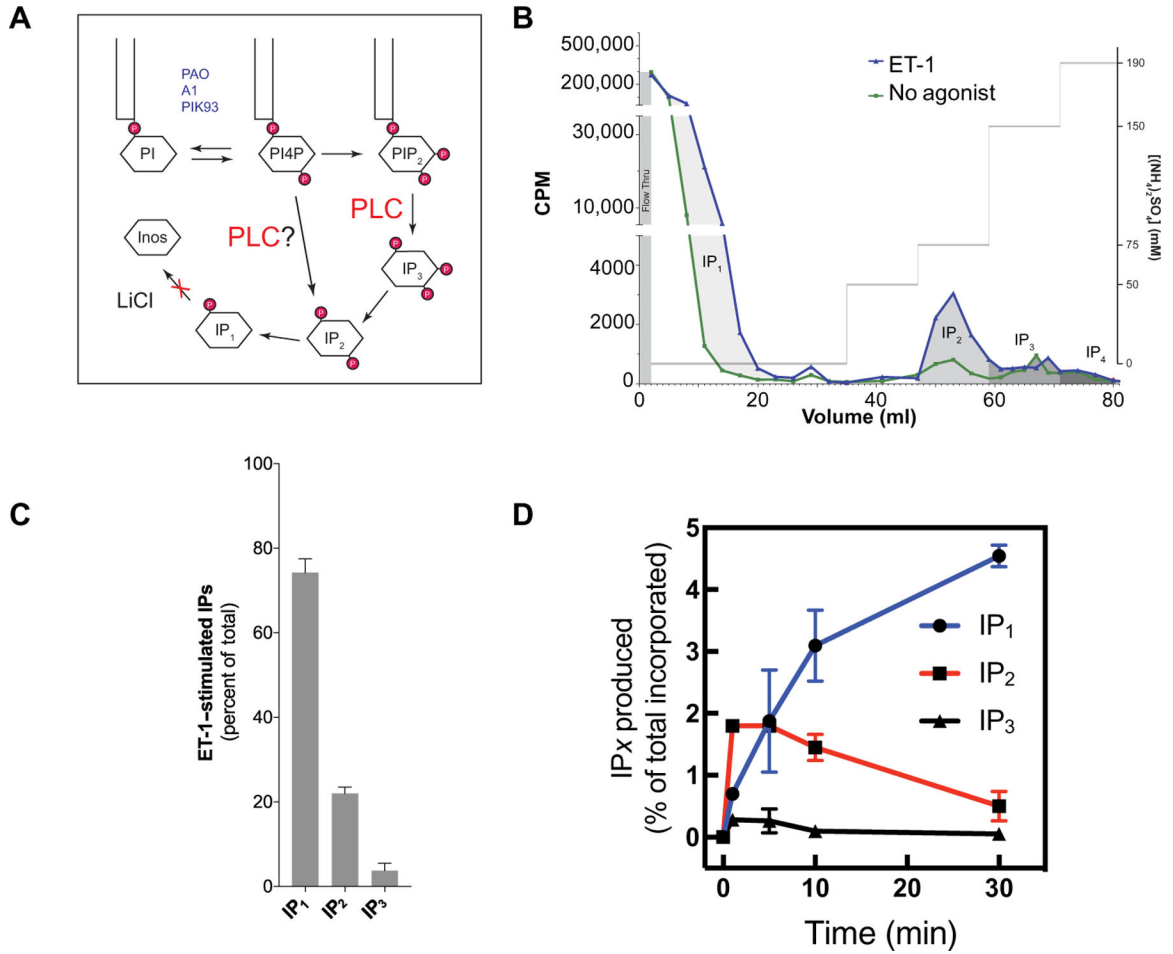 A
PAO
A1
PIK93
P
P
P
PI
PI4P
PIP2
P
P
P
PLC
PLC?
P
Inos
IP3
P
P
LiCl
P
P
IP1
IP2
P
B
500,000
200,000
30,000
10,000
4000
2000
0
CPM
ET-1
No agonist
Flow Thru
IP1
IP2
IP3
IP4
190
150
75
50
0
[(NH4)2SO4] (mM)
0 20 40 60 80
Volume (ml)
C
100
80
60
40
20
0
ET-1–stimulated IPs
(percent of total)
IP1 IP2 IP3
D
5
4
3
2
1
0
IPx produced
(% of total incorporated)
IP1
IP2
IP3
0 10 20 30
Time (min)